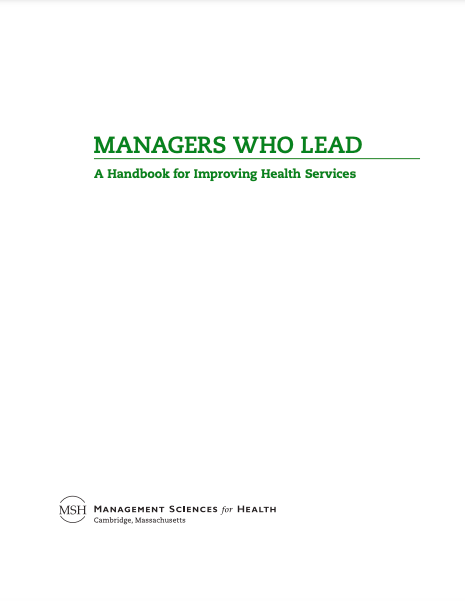 MANAGERS WHO LEAD
A Handbook for Improving Health Services
MSH MANAGEMENT SCIENCES for HEALTH
Cambridge, Massachusetts